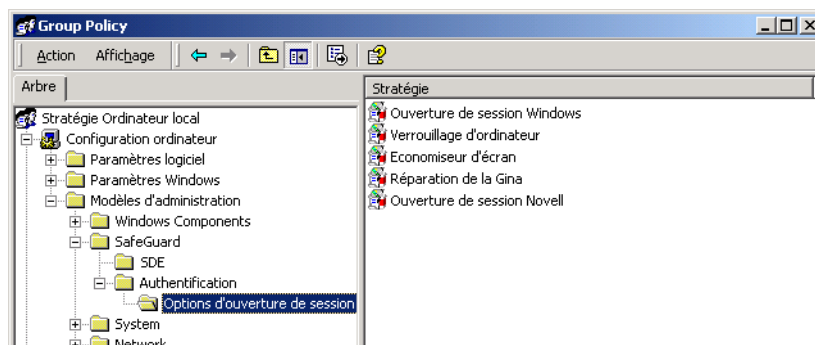 Group Policy
Action Affichage
Arbre
Stratégie Ordinateur local
Configuration ordinateur
Paramètres logiciel
Paramètres Windows
Modèles d'administration
Windows Components
SafeGuard
SDE
Authentification
Options d'ouverture de session
System
Network
Stratégie
Ouverture de session Windows
Verrouillage d'ordinateur
Economiseur d'écran
Réparation de la Gina
Ouverture de session Novell